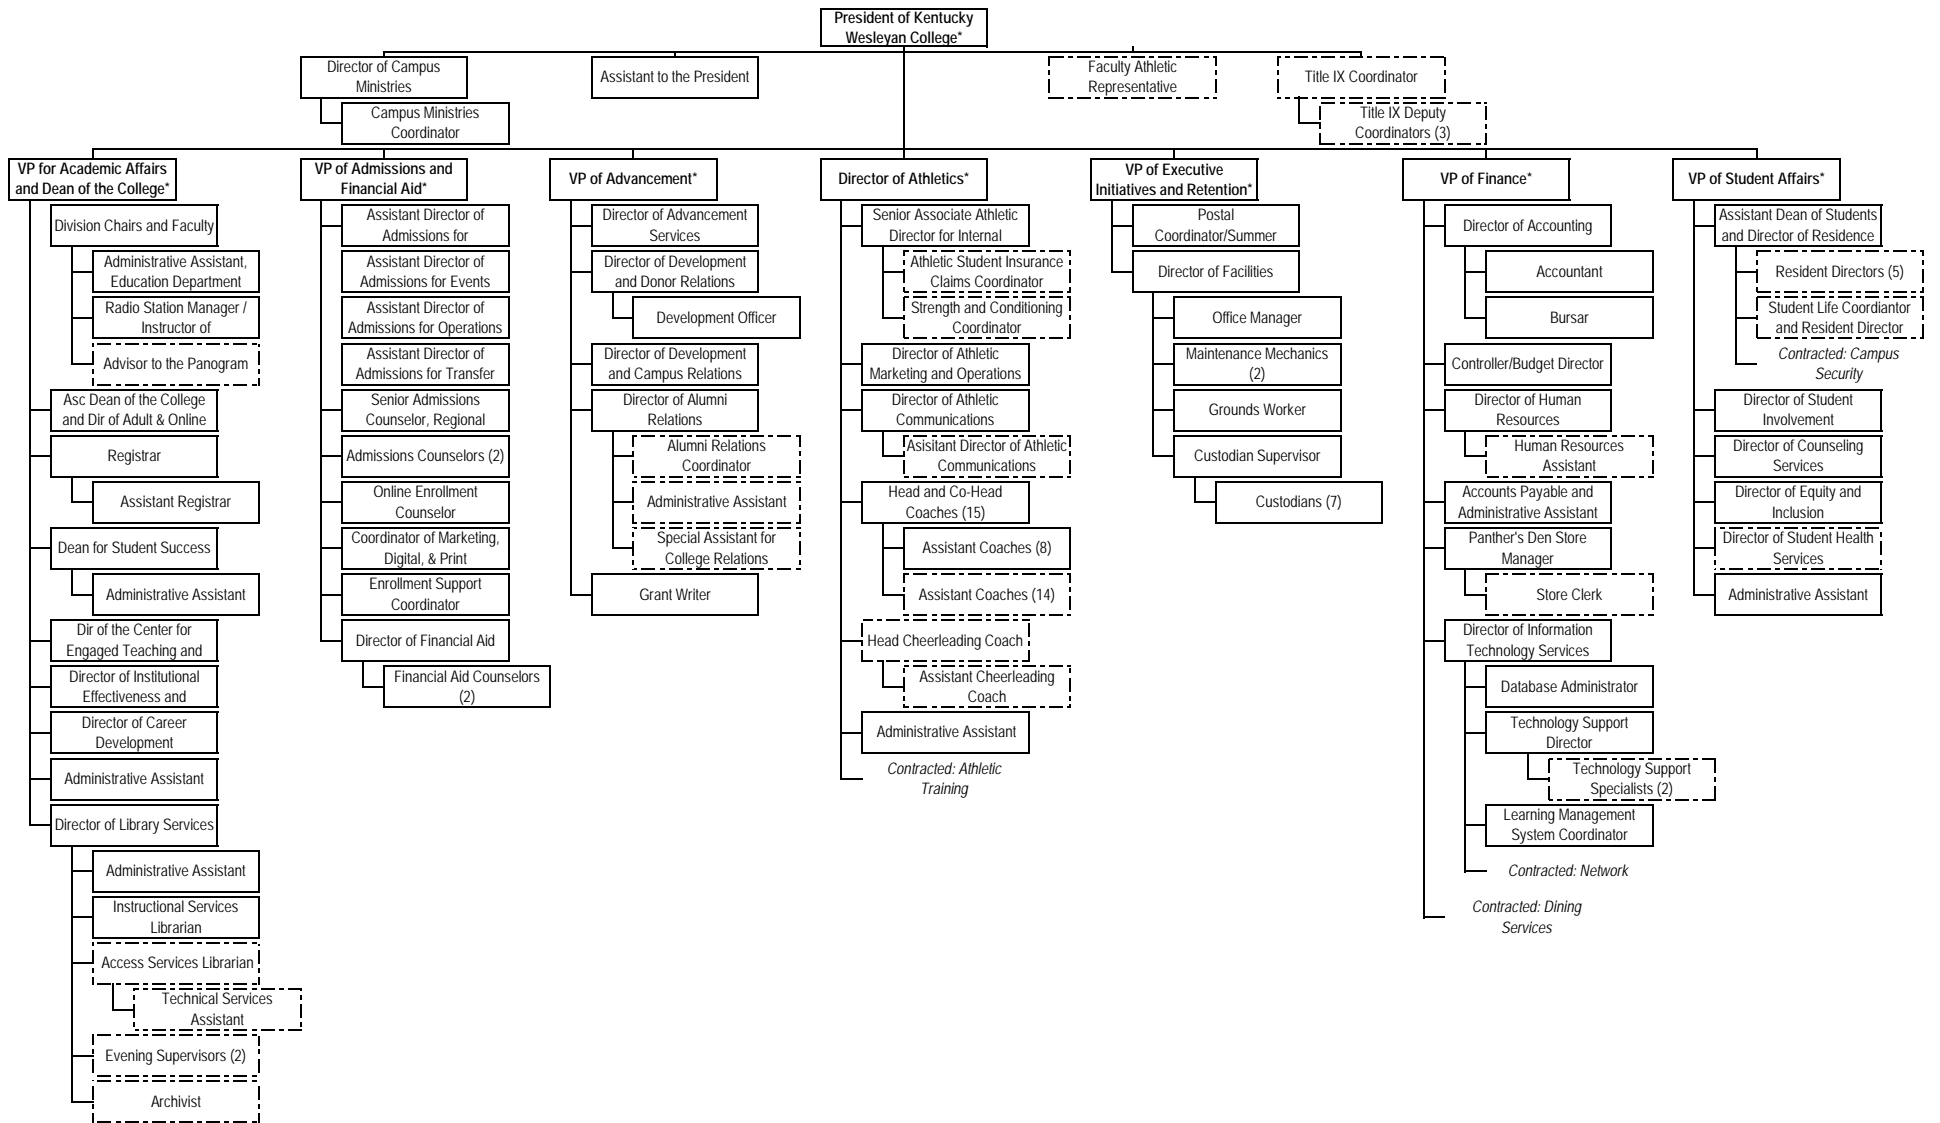 President of Kentucky
Wesleyan College*
Director of Campus
Ministries
Assistant to the President
Faculty Athletic
Representative
Title IX Coordinator
Campus Ministries
Coordinator
Title IX Deputy
Coordinators (3)
VP for Academic Affairs
and Dean of the College*
Division Chairs and Faculty
Administrative Assistant,
Education Department
Radio Station Manager /
Instructor of
Advisor to the Panogram
Asc Dean of the College
and Dir of Adult & Online
Registrar
Assistant Registrar
Dean for Student Success
Administrative Assistant
Dir of the Center for
Engaged Teaching and
Director of Institutional
Effectiveness and
Director of Career
Development
Administrative Assistant
Director of Library Services
Administrative Assistant
Instructional Services
Librarian
Access Services Librarian
Technical Services
Assistant
Evening Supervisors (2)
Archivist
VP of Admissions and
Financial Aid*
Assistant Director of
Admissions for
Assistant Director of
Admissions for Events
Assistant Director of
Admissions for Operations
Assistant Director of
Admissions for Transfer
Senior Admissions
Counselor, Regional
Admissions Counselors (2)
Online Enrollment
Counselor
Coordinator of Marketing,
Digital, & Print
Enrollment Support
Coordinator
Director of Financial Aid
Financial Aid Counselors
(2)
VP of Advancement*
Director of Advancement
Services
Director of Development
and Donor Relations
Development Officer
Director of Development
and Campus Relations
Director of Alumni
Relations
Alumni Relations
Coordinator
Administrative Assistant
Special Assistant for
College Relations
Grant Writer
Director of Athletics*
Senior Associate Athletic
Director for Internal
Athletic Student Insurance
Claims Coordinator
Strength and Conditioning
Coordinator
Director of Athletic
Marketing and Operations
Director of Athletic
Communications
Asisitant Director of Athletic
Communications
Head and Co-Head
Coaches (15)
Assistant Coaches (8)
Assistant Coaches (14)
Head Cheerleading Coach
Assistant Cheerleading
Coach
Administrative Assistant
Contracted: Athletic
Training
VP of Executive
Initiatives and Retention*
Postal
Coordinator/Summer
Director of Facilities
Office Manager
Maintenance Mechanics
(2)
Grounds Worker
Custodian Supervisor
Custodians (7)
VP of Finance*
Director of Accounting
Accountant
Bursar
Controller/Budget Director
Director of Human
Resources
Human Resources
Assistant
Accounts Payable and
Administrative Assistant
Panther's Den Store
Manager
Store Clerk
Director of Information
Technology Services
Database Administrator
Technology Support
Director
Technology Support
Specialists (2)
Learning Management
System Coordinator
Contracted: Network
Contracted: Dining
Services
VP of Student Affairs*
Assistant Dean of Students
and Director of Residence
Resident Directors (5)
Student Life Coordiantor
and Resident Director
Contracted: Campus
Security
Director of Student
Involvement
Director of Counseling
Services
Director of Equity and
Inclusion
Director of Student Health
Services
Administrative Assistant